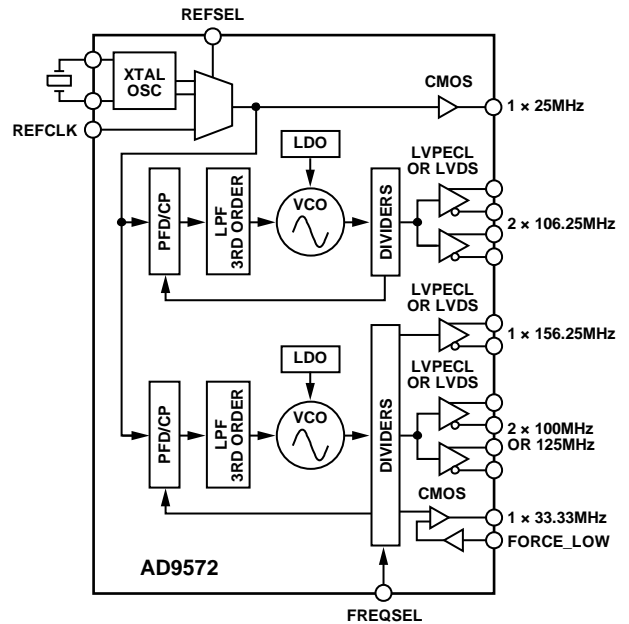 REFSEL
XTAL
OSC
REFCLK
CMOS
1 × 25MHz
LDO
LVPECL
OR LVDS
PFD/CP
LPF
3RD ORDER
VCO
DIVIDERS
2 × 106.25MHz
LVPECL
OR LVDS
1 × 156.25MHz
LDO
LVPECL
OR LVDS
PFD/CP
LPF
3RD ORDER
VCO
DIVIDERS
2 × 100MHz
OR 125MHz
CMOS
1 × 33.33MHz
FORCE_LOW
AD9572
FREQSEL